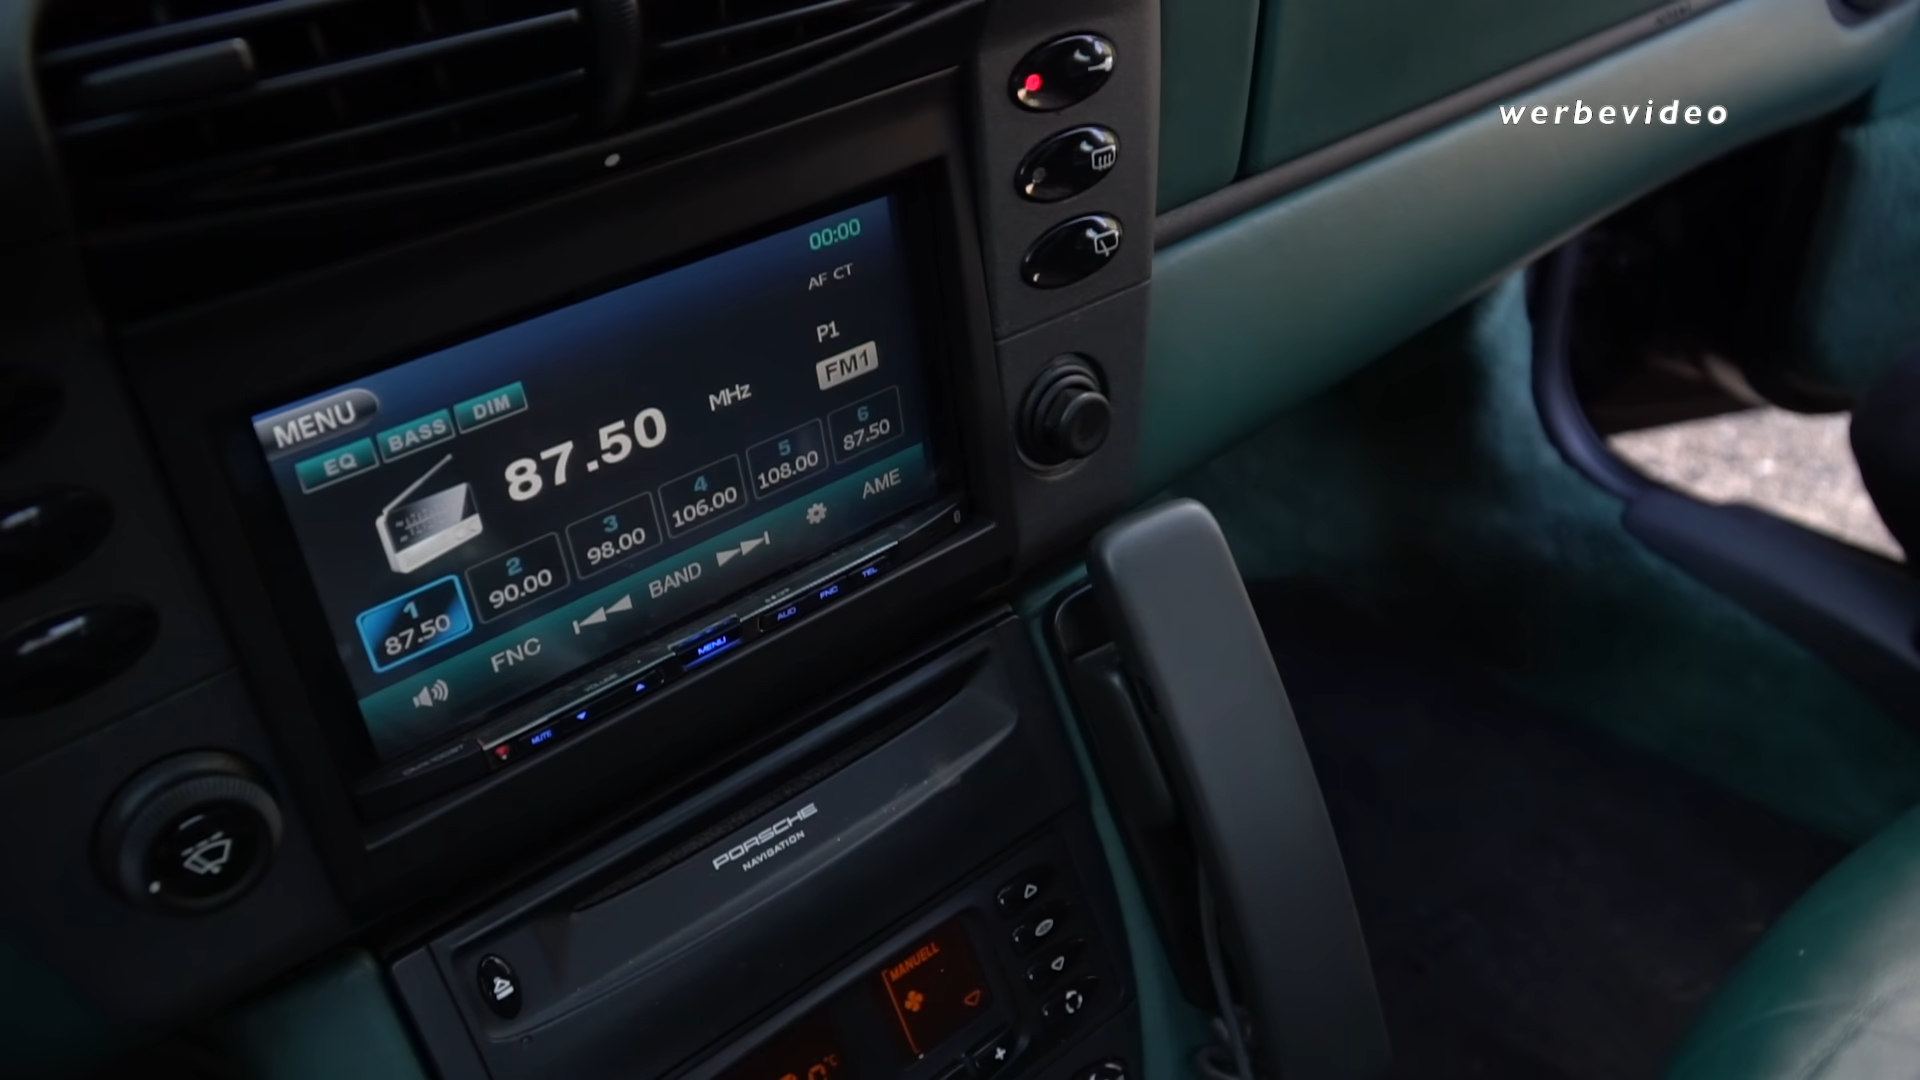 werbevideo
00:00
AF CT
P1
FM1
MENU
EQ BASS DIM
87.50 MHz
1 87.50
2 90.00
3 98.00
4 106.00
5 108.00
6 87.50
FNC BAND AME
VOLUME
MUTE MENU AUD FNC TEL
PORSCHE
NAVIGATION
MANUELL